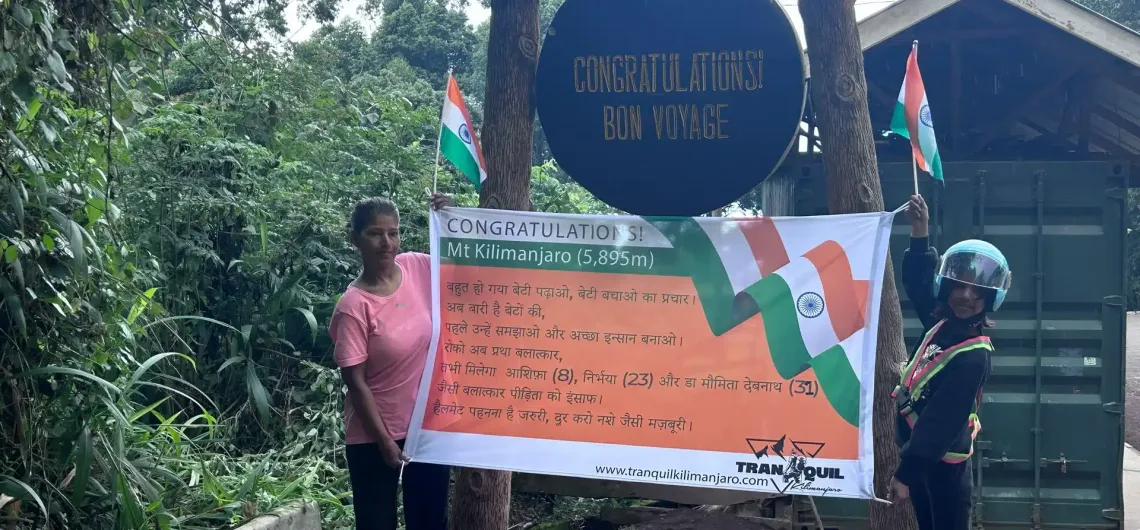 CONGRATULATIONS!
BON VOYAGE
CONGRATULATIONS!
Mt Kilimanjaro (5,895m)
बहुत हो गया बेटी पढ़ाओ, बेटी बचाओ का प्रचार।
अब बारी है बेटो की,
पहले उन्हें समझाओ और अच्छा इन्सान बनाओ।
रोको अब प्रथा बलात्कार,
तभी मिलेगा आशिफ़ा (8), निर्भया (23) और डा मौमिता देबनाथ (31)
जैसी बलात्कार पीड़िता को इंसाफ।
हैलमेट पहनना है जरुरी, दुर करो नशे जैसी मज़बूरी।
www.tranquilkilimanjaro.com
TRANQUIL
Kilimanjaro